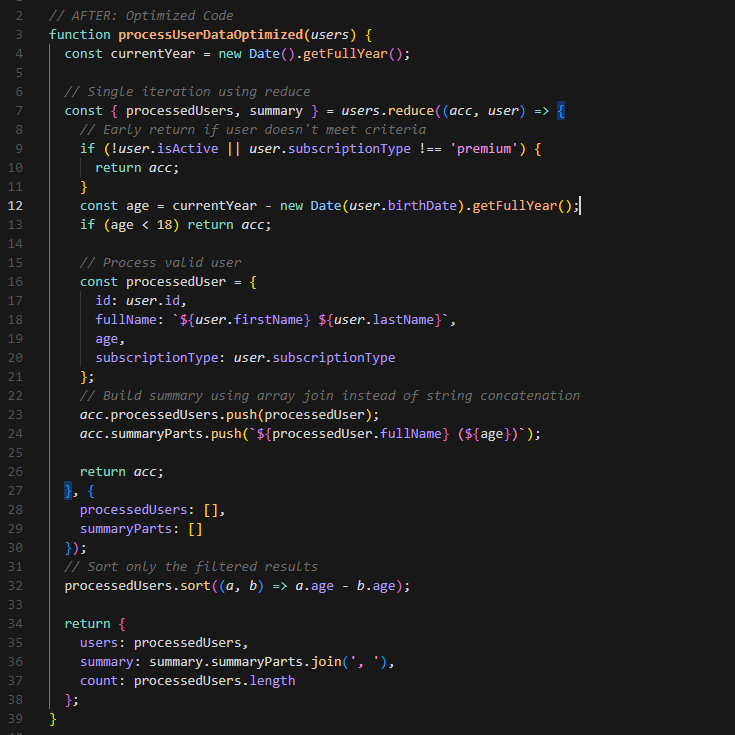 2 // AFTER: Optimized Code
3 function processUserDataOptimized(users) {
4   const currentYear = new Date().getFullYear();
5
6   // Single iteration using reduce
7   const { processedUsers, summary } = users.reduce((acc, user) => {
8     // Early return if user doesn't meet criteria
9     if (!user.isActive || user.subscriptionType !== 'premium') {
10       return acc;
11     }
12     const age = currentYear - new Date(user.birthDate).getFullYear();
13     if (age < 18) return acc;
14
15     // Process valid user
16     const processedUser = {
17       id: user.id,
18       fullName: `${user.firstName} ${user.lastName}`,
19       age,
20       subscriptionType: user.subscriptionType
21     };
22     // Build summary using array join instead of string concatenation
23     acc.processedUsers.push(processedUser);
24     acc.summaryParts.push(`${processedUser.fullName} (${age})`);
25
26     return acc;
27   }, {
28     processedUsers: [],
29     summaryParts: []
30   });
31   // Sort only the filtered results
32   processedUsers.sort((a, b) => a.age - b.age);
33
34   return {
35     users: processedUsers,
36     summary: summary.summaryParts.join(', '),
37     count: processedUsers.length
38   };
39 }